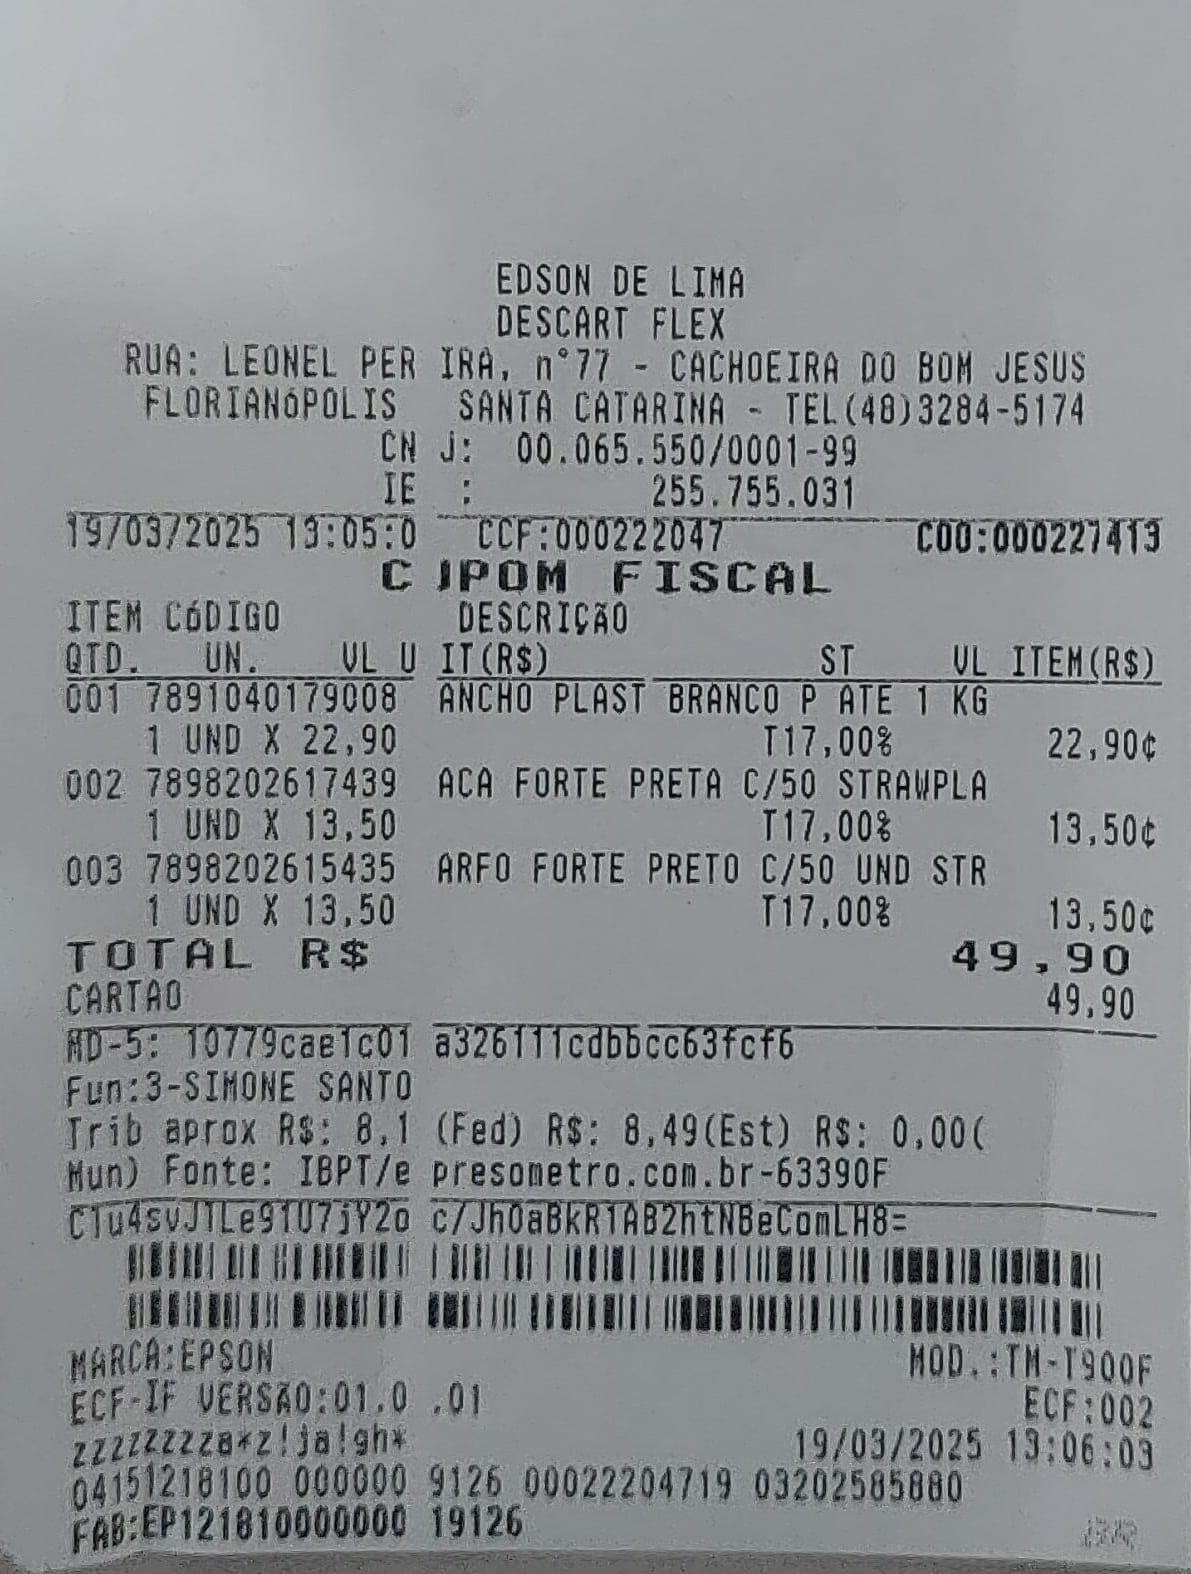 EDSON DE LIMA
DESCART FLEX
RUA: LEONEL PER IRA, n°77 - CACHOEIRA DO BOM JESUS
FLORIANóPOLIS SANTA CATARINA - TEL(48)3284-5174
CN J: 00.065.550/0001-99
IE : 255.755.031
19/03/2025 13:05:0 CCF:000222047 COO:000227413
C JPOM FISCAL
ITEM CóDIGO DESCRIÇÃO
QTD. UN. VL U IT(R$) ST VL ITEM(R$)
001 7891040179008 ANCHO PLAST BRANCO P ATE 1 KG
1 UND X 22,90 T17,00% 22,90¢
002 7898202617439 ACA FORTE PRETA C/50 STRAWPLA
1 UND X 13,50 T17,00% 13,50¢
003 7898202615435 ARFO FORTE PRETO C/50 UND STR
1 UND X 13,50 T17,00% 13,50¢
TOTAL R$ 49,90
CARTAO 49,90
MD-5: 10779cae1c01 a326111cdbbcc63fcf6
Fun:3-SIMONE SANTO
Trib aprox R$: 8,1 (Fed) R$: 8,49(Est) R$: 0,00(
Mun) Fonte: IBPT/e presometro.com.br-63390F
C1u4svJ1Le91U7jY2o c/JhOaBkR1AB2htNBeComLH8=
MARCA:EPSON MOD.:TM-T900F
ECF-IF VERSÃO:01.0 .01 ECF:002
zzzzzzzza*z!ja!gh* 19/03/2025 13:06:03
04151218100 000000 9126 00022204719 03202585880
FAB:EP121810000000 19126